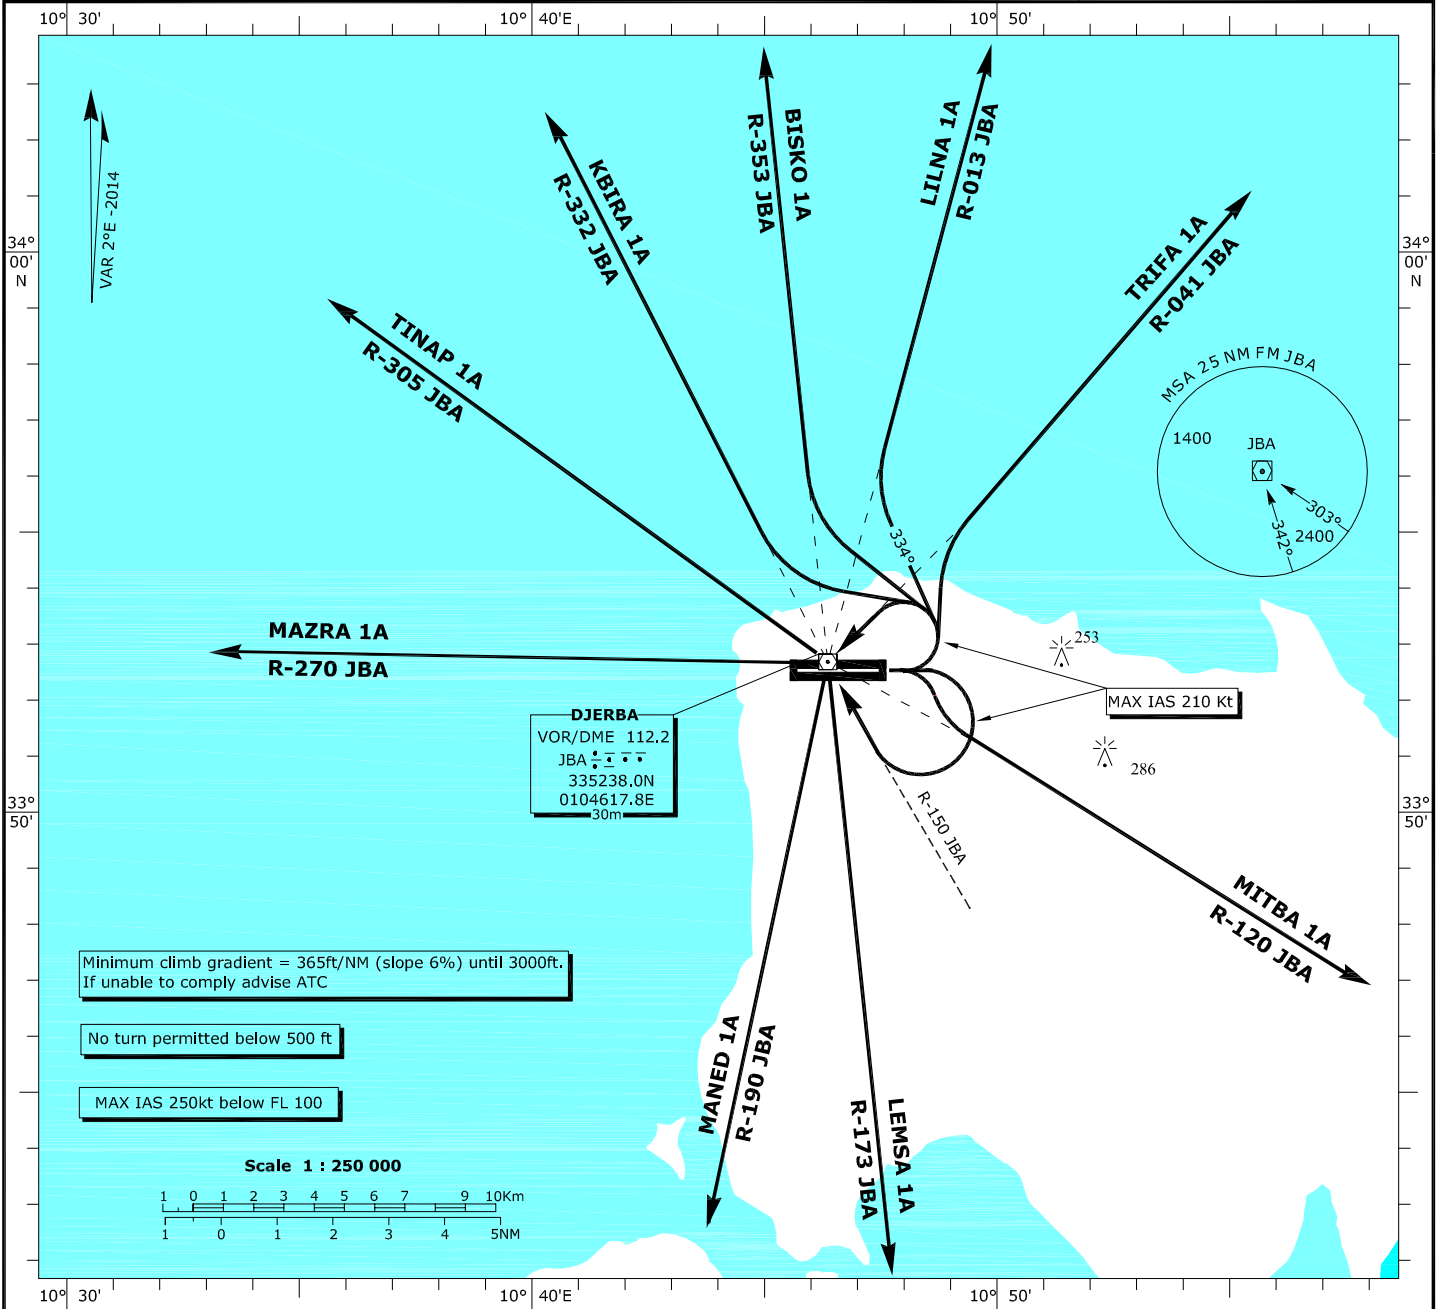 10° 30'
10° 40'E
10° 50'
VAR 2°E -2014
34°
00'
N
34°
00'
N
KBIRA 1A
R-332 JBA
BISKO 1A
R-353 JBA
LILNA 1A
R-013 JBA
TRIFA 1A
R-041 JBA
TINAP 1A
R-305 JBA
MSA 25 NM FM JBA
1400
JBA
303°
342°
2400
334°
MAZRA 1A
R-270 JBA
253
MAX IAS 210 Kt
286
DJERBA
VOR/DME 112.2
JBA
335238.0N
0104617.8E
30m
R-150 JBA
33°
50'
33°
50'
MITBA 1A
R-120 JBA
Minimum climb gradient = 365ft/NM (slope 6%) until 3000ft.
If unable to comply advise ATC
No turn permitted below 500 ft
MAX IAS 250kt below FL 100
MANED 1A
R-190 JBA
LEMSA 1A
R-173 JBA
Scale 1 : 250 000
1 0 1 2 3 4 5 6 7 9 10Km
1 0 1 2 3 4 5NM
10° 30'
10° 40'E
10° 50'